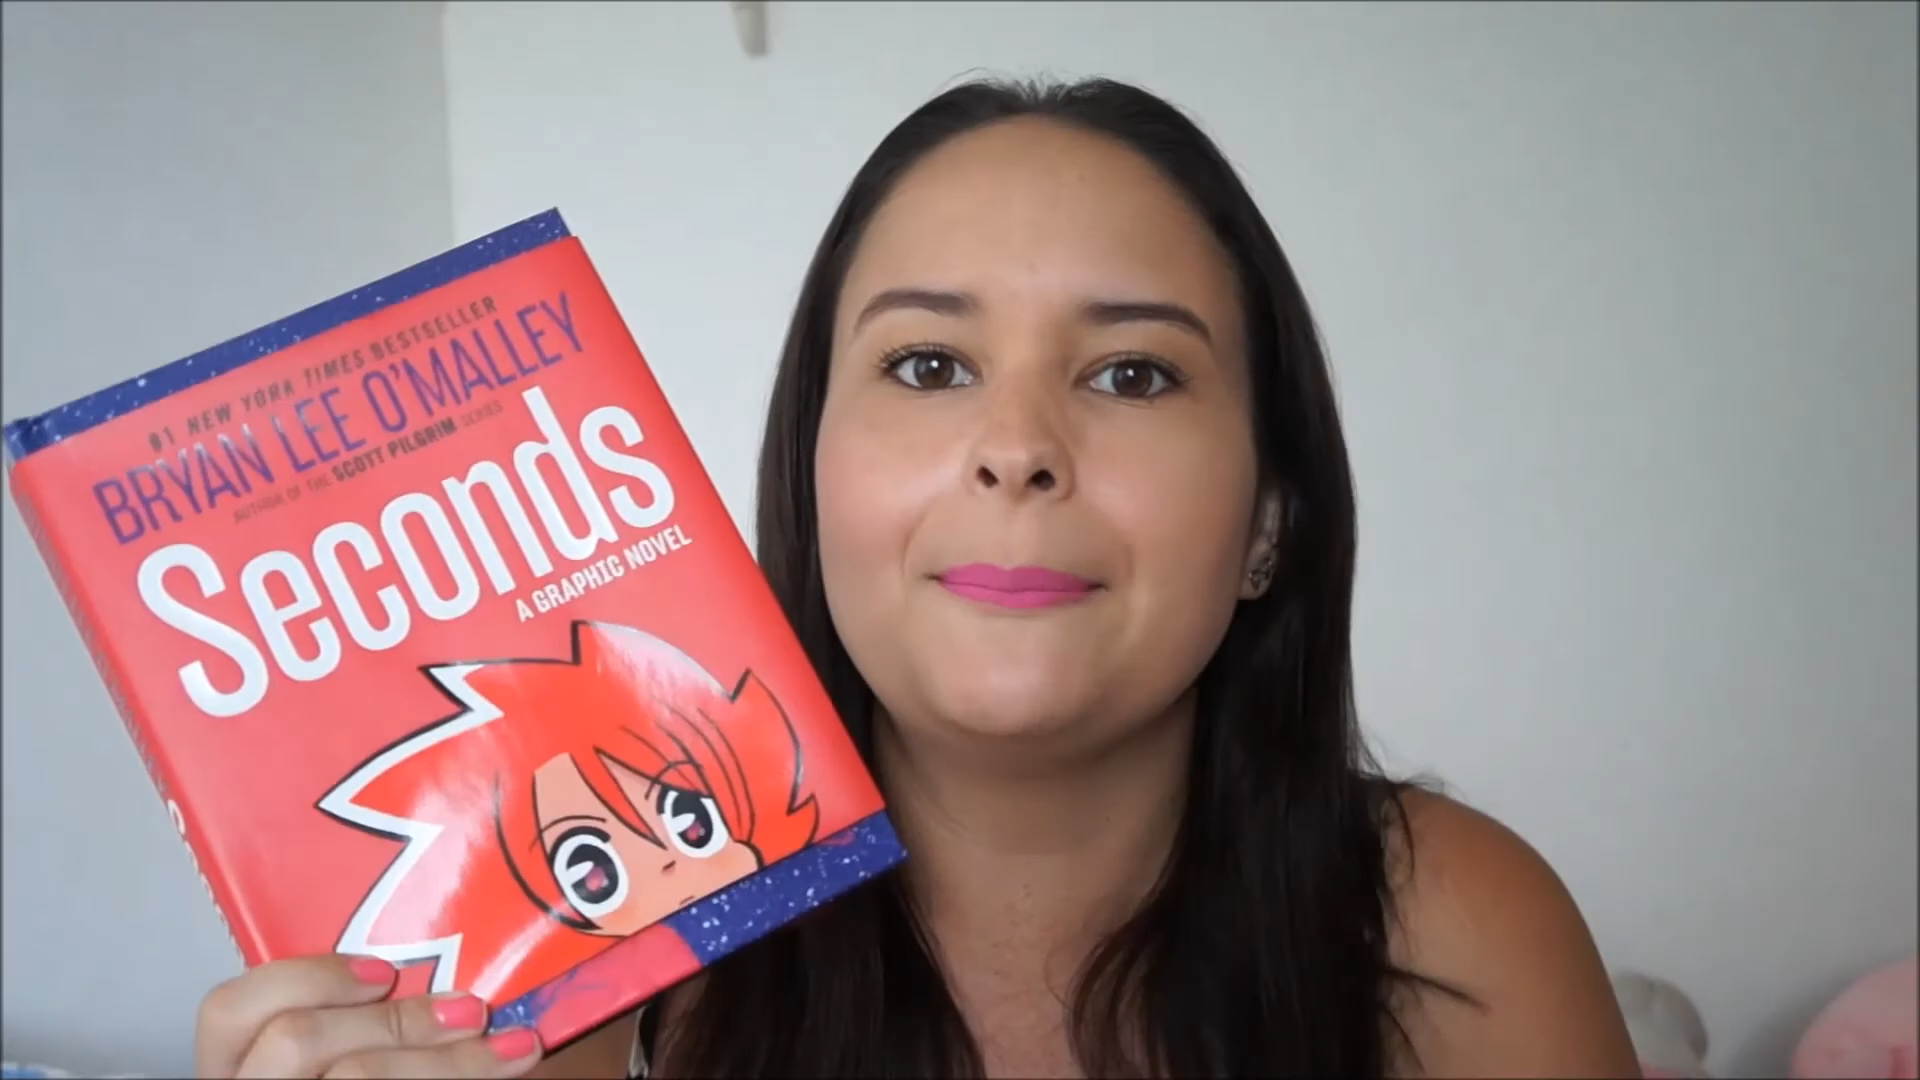 #1 NEW YORK TIMES BESTSELLER
BRYAN LEE O'MALLEY
AUTHOR OF THE SCOTT PILGRIM SERIES
Seconds
A GRAPHIC NOVEL